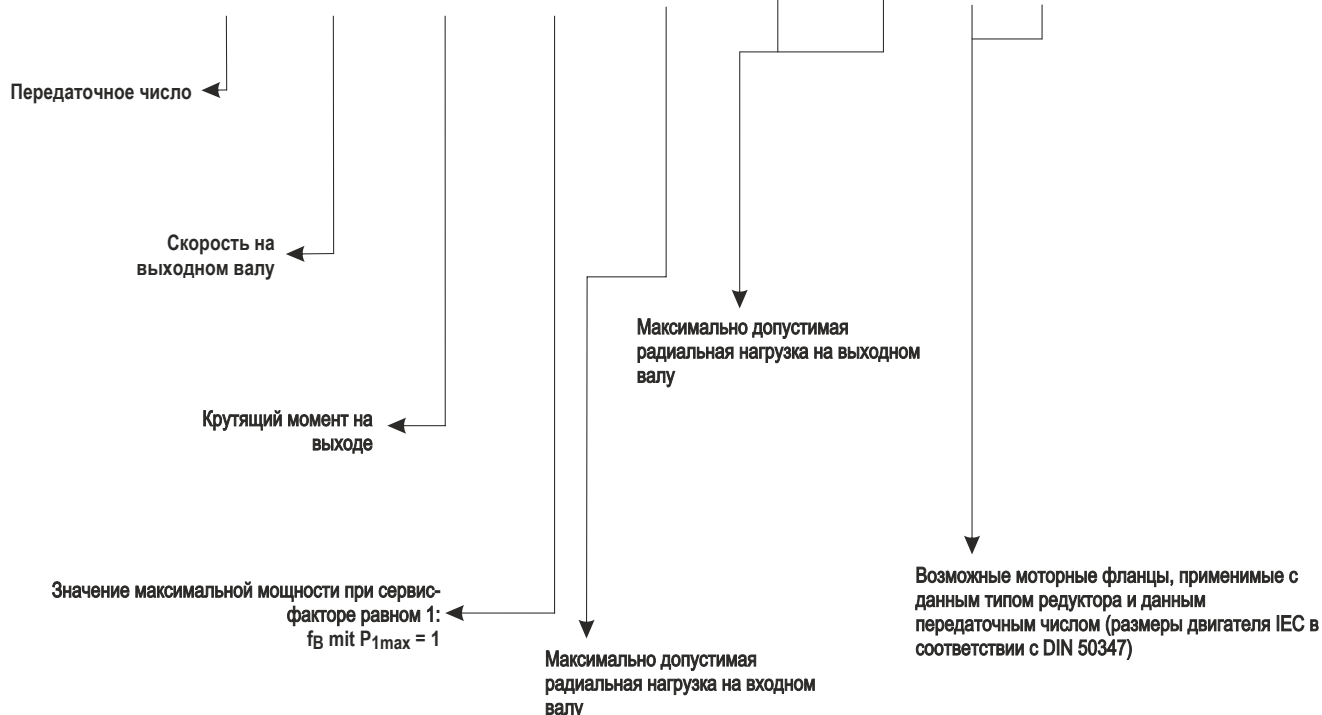 Передаточное число
Скорость на
выходном валу
Максимально допустимая
радиальная нагрузка на выходном
валу
Крутящий момент на
выходе
Значение максимальной мощности при сервис-
факторе равном 1:
fB mit P1max = 1
Возможные моторные фланцы, применимые с
данным типом редуктора и данным
передаточным числом (размеры двигателя IEC в
соответствии с DIN 50347)
Максимально допустимая
радиальная нагрузка на входном
валу